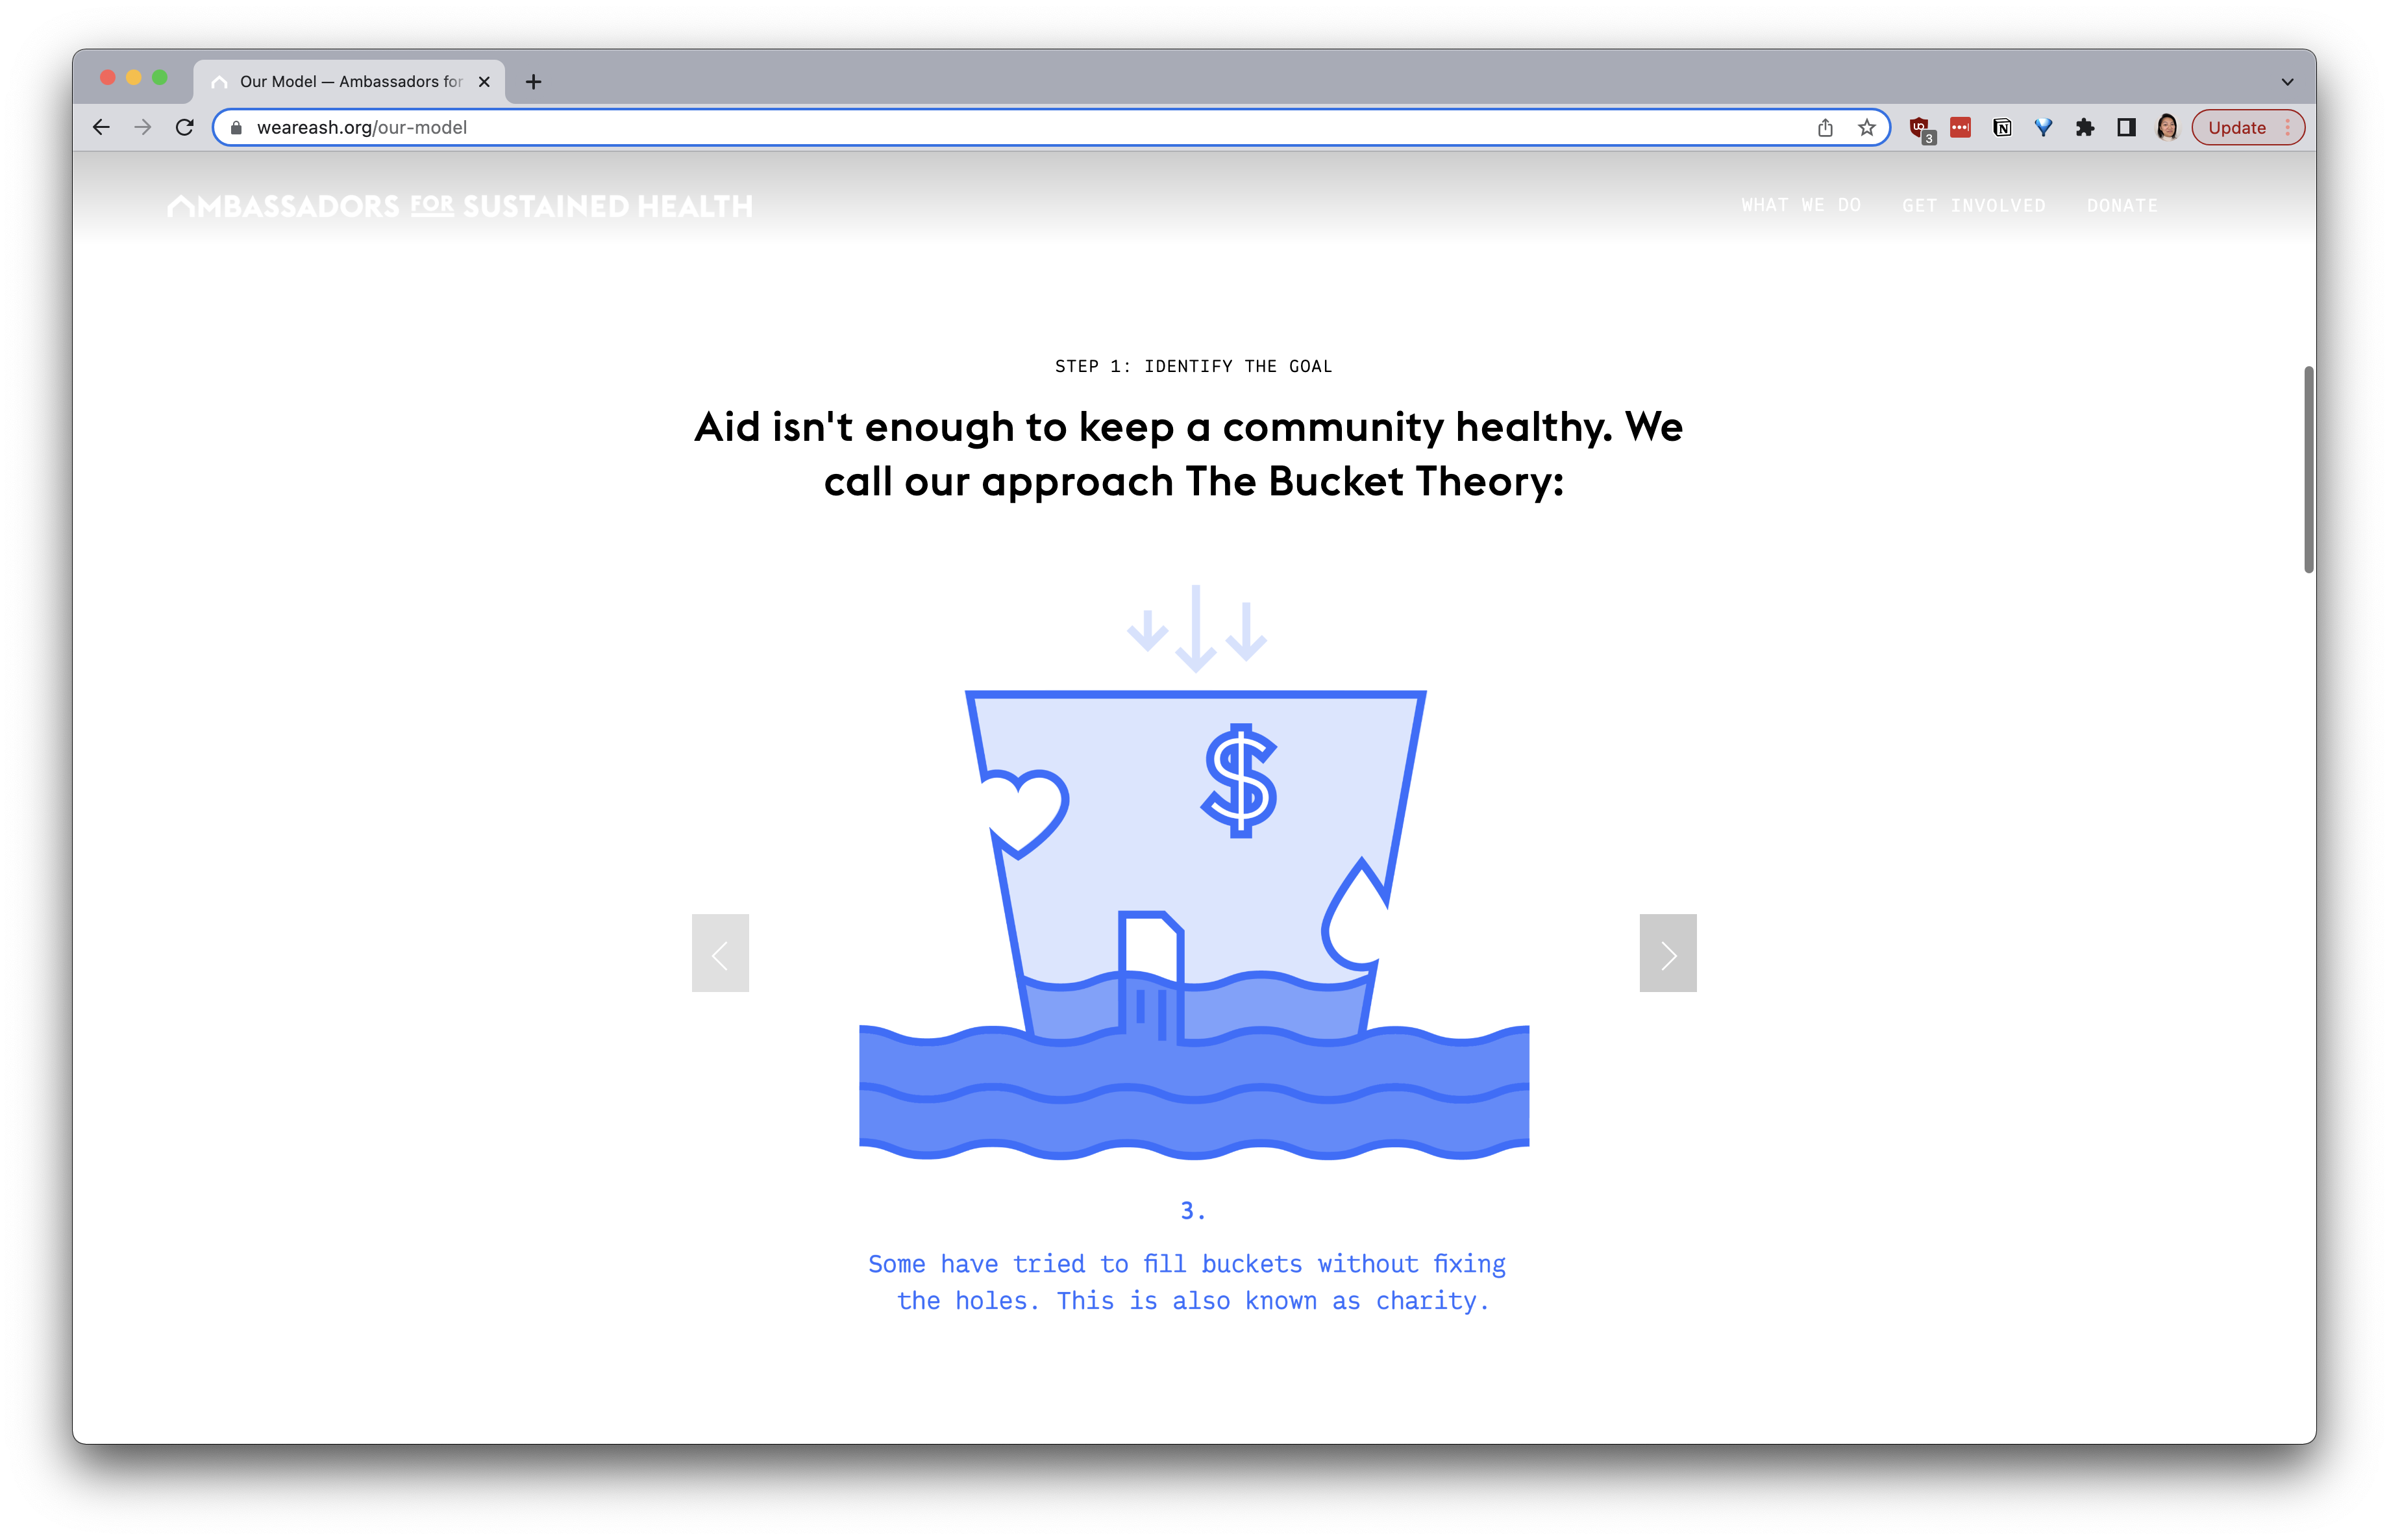 Our Model — Ambassadors for
weareash.org/our-model
3
Update
AMBASSADORS FOR SUSTAINED HEALTH
WHAT WE DO
GET INVOLVED
DONATE
STEP 1: IDENTIFY THE GOAL
Aid isn't enough to keep a community healthy. We
call our approach The Bucket Theory:
$
3.
Some have tried to fill buckets without fixing
the holes. This is also known as charity.